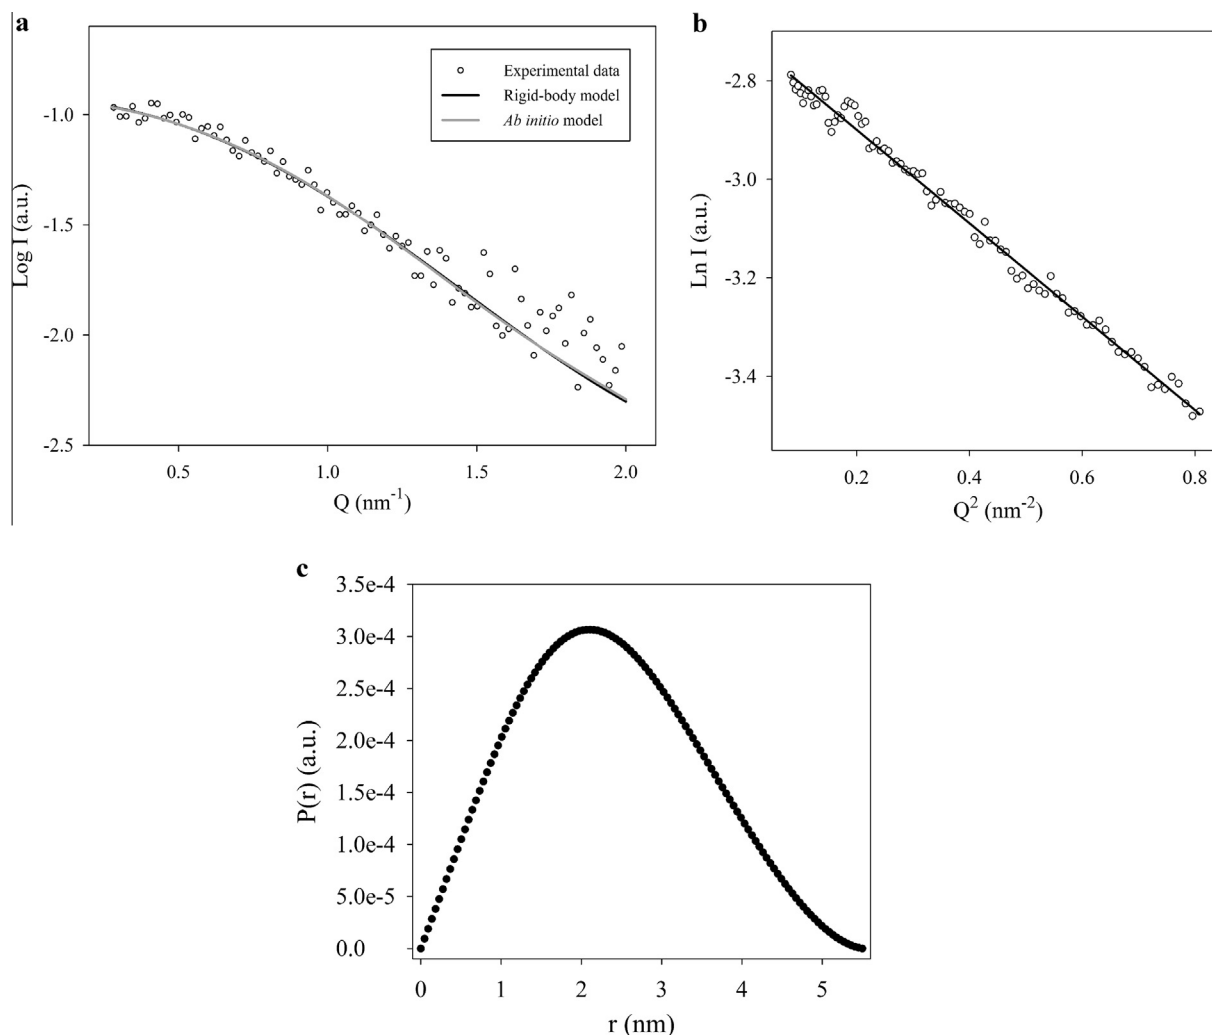 a
Experimental data
Rigid-body model
Ab initio model
Log I (a.u.)
-1.0
-1.5
-2.0
-2.5
0.5
1.0
1.5
2.0
Q (nm⁻¹)
b
Ln I (a.u.)
-2.8
-3.0
-3.2
-3.4
0.2
0.4
0.6
0.8
Q² (nm⁻²)
c
P(r) (a.u.)
3.5e-4
3.0e-4
2.5e-4
2.0e-4
1.5e-4
1.0e-4
5.0e-5
0.0
0
1
2
3
4
5
r (nm)